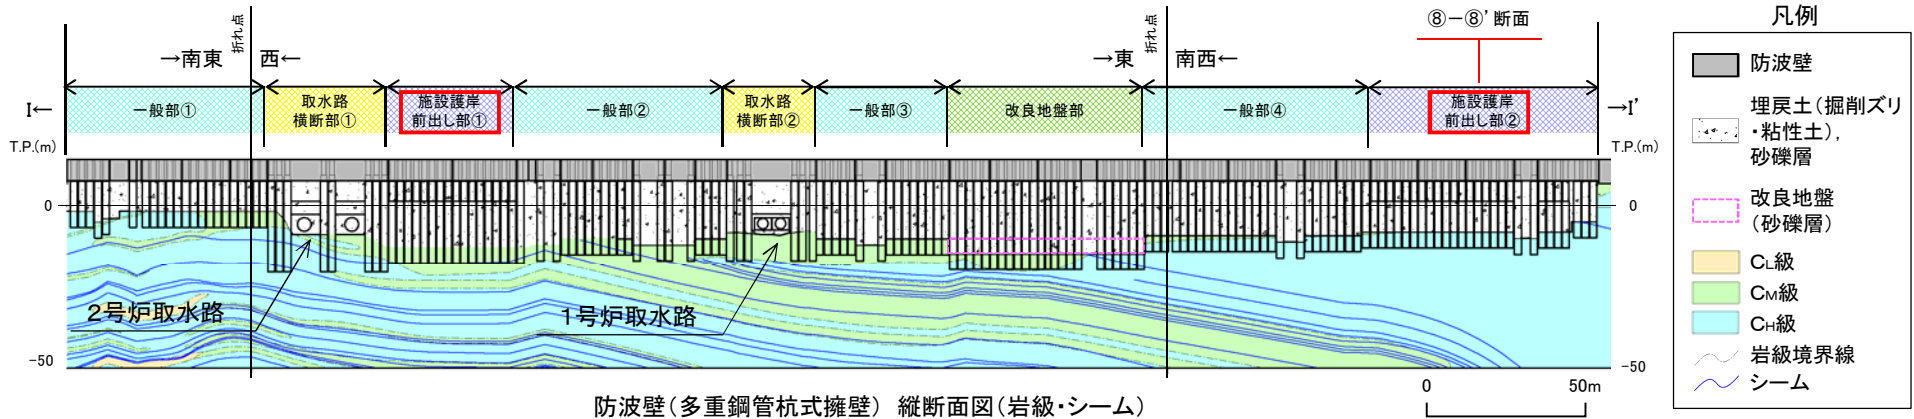 折れ点
折れ点
⑧－⑧’断面
凡例
→南東
西←
→東
南西←
I←
一般部①
取水路
横断部①
施設護岸
前出し部①
一般部②
取水路
横断部②
一般部③
改良地盤部
一般部④
施設護岸
前出し部②
→I’
T.P.(m)
T.P.(m)
0
0
2号炉取水路
1号炉取水路
-50
-50
0
50m
防波壁(多重鋼管杭式擁壁) 縦断面図(岩級・シーム)
防波壁
埋戻土(掘削ズリ
・粘性土)，
砂礫層
改良地盤
(砂礫層)
CL級
CM級
CH級
岩級境界線
シーム